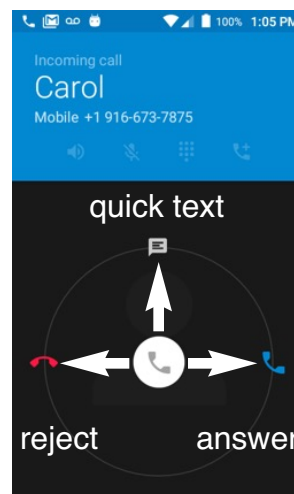 100% 1:05 PM
Incoming call
Carol
Mobile +1 916-673-7875
quick text
reject
answer